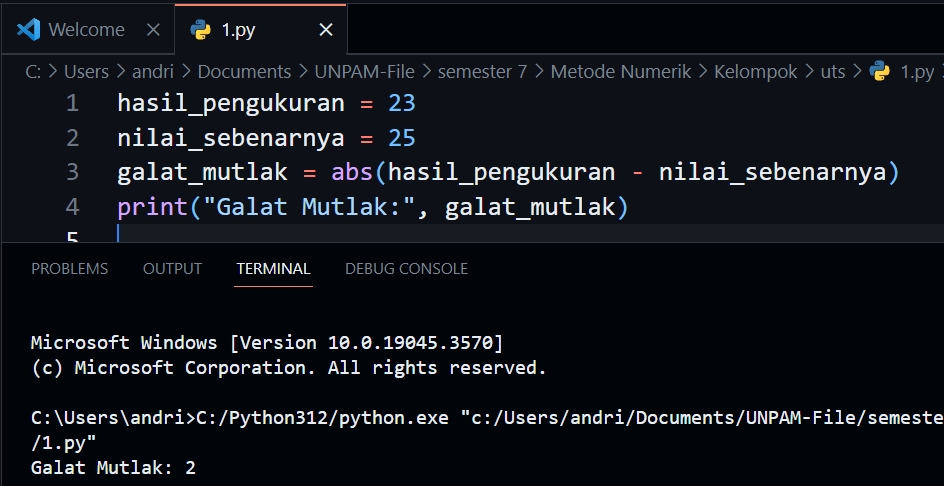 Welcome
1.py
C: > Users > andri > Documents > UNPAM-File > semester 7 > Metode Numerik > Kelompok > uts > 1.py >
1 hasil_pengukuran = 23
2 nilai_sebenarnya = 25
3 galat_mutlak = abs(hasil_pengukuran - nilai_sebenarnya)
4 print("Galat Mutlak:", galat_mutlak)
5
PROBLEMS OUTPUT TERMINAL DEBUG CONSOLE
Microsoft Windows [Version 10.0.19045.3570]
(c) Microsoft Corporation. All rights reserved.
C:\Users\andri>C:/Python312/python.exe "c:/Users/andri/Documents/UNPAM-File/semeste
/1.py"
Galat Mutlak: 2